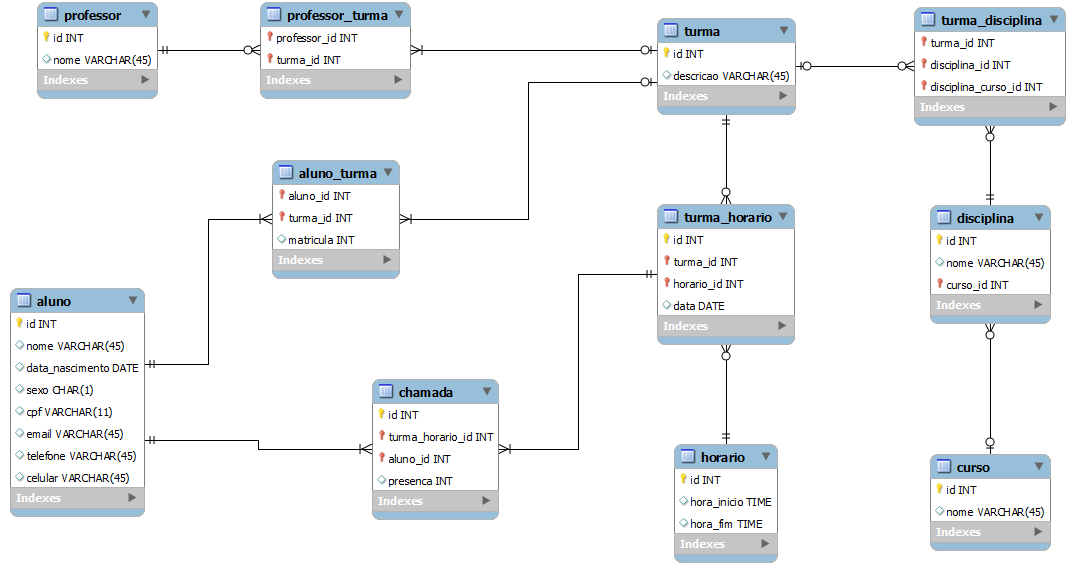 professor
id INT
nome VARCHAR(45)
Indexes
professor_turma
professor_id INT
turma_id INT
Indexes
turma
id INT
descricao VARCHAR(45)
Indexes
turma_disciplina
turma_id INT
disciplina_id INT
disciplina_curso_id INT
Indexes
aluno_turma
aluno_id INT
turma_id INT
matricula INT
Indexes
turma_horario
id INT
turma_id INT
horario_id INT
data DATE
Indexes
disciplina
id INT
nome VARCHAR(45)
curso_id INT
Indexes
aluno
id INT
nome VARCHAR(45)
data_nascimento DATE
sexo CHAR(1)
cpf VARCHAR(11)
email VARCHAR(45)
telefone VARCHAR(45)
celular VARCHAR(45)
Indexes
chamada
id INT
turma_horario_id INT
aluno_id INT
presenca INT
Indexes
horario
id INT
hora_inicio TIME
hora_fim TIME
Indexes
curso
id INT
nome VARCHAR(45)
Indexes